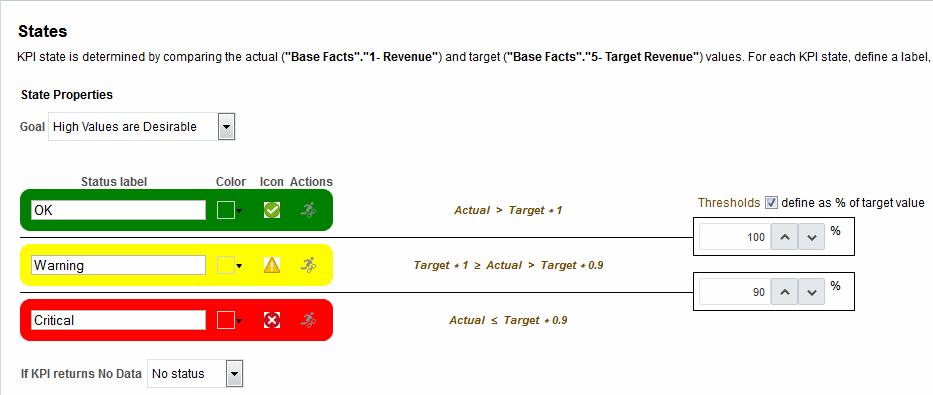 States
KPI state is determined by comparing the actual ("Base Facts"."1- Revenue") and target ("Base Facts"."5- Target Revenue") values. For each KPI state, define a label,
State Properties
Goal High Values are Desirable
Status label Color Icon Actions
Thresholds define as % of target value
OK Actual > Target * 1
100 %
Warning Target * 1 ≥ Actual > Target * 0.9
90 %
Critical Actual ≤ Target * 0.9
If KPI returns No Data No status